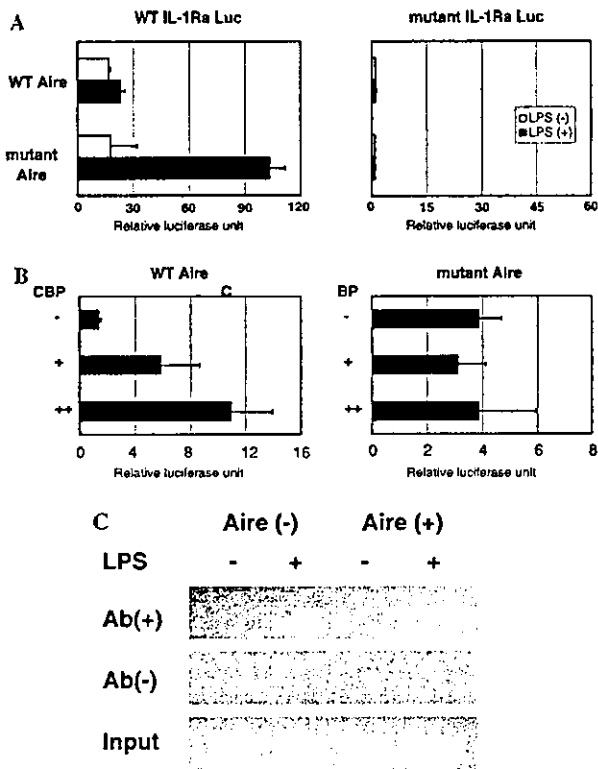 A
WT IL-1Ra Luc
mutant IL-1Ra Luc
WT Aire
mutant
Aire
LPS (-)
LPS (+)
0 30 60 90 120
0 15 30 45 60
Relative luciferase unit
Relative luciferase unit
B
WT Aire
mutant Aire
CBP
C
BP
-
+
++
-
+
++
0 4 8 12 16
0 2 4 6 8
Relative luciferase unit
Relative luciferase unit
C
Aire (-) Aire (+)
LPS - + - +
Ab(+)
Ab(-)
Input